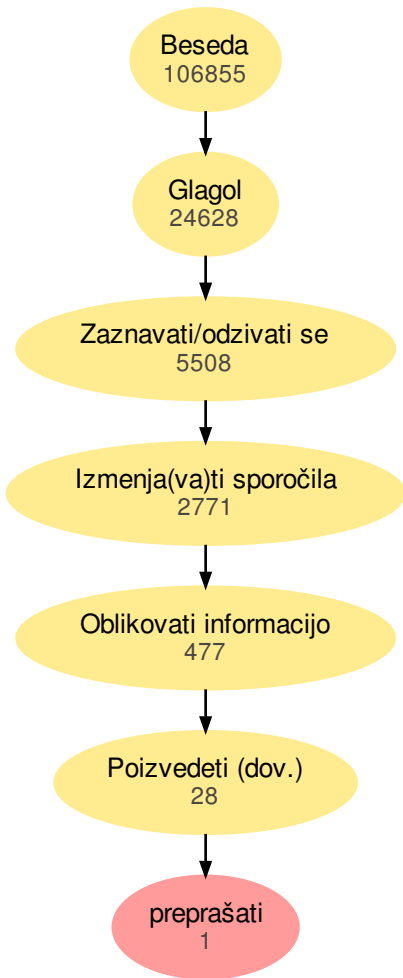 Beseda
106855
Glagol
24628
Zaznavati/odzivati se
5508
Izmenja(va)ti sporočila
2771
Oblikovati informacijo
477
Poizvedeti (dov.)
28
preprašati
1